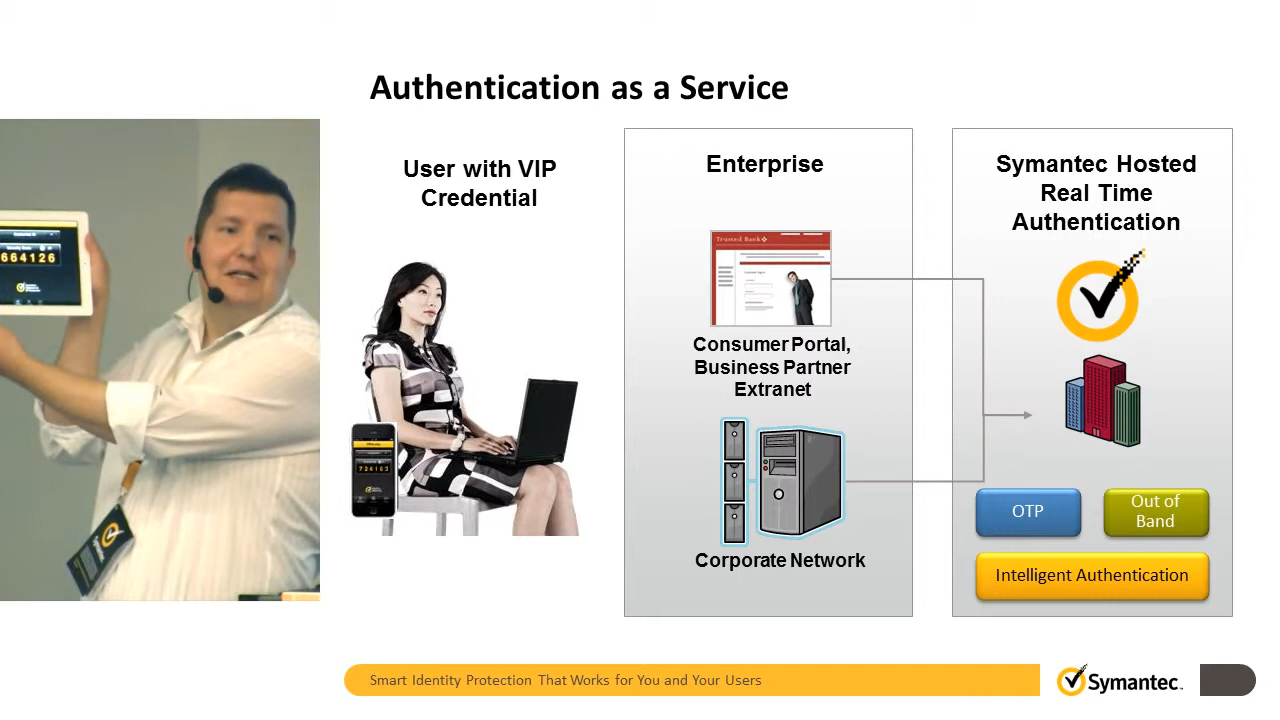 Authentication as a Service
User with VIP
Credential
Enterprise
Symantec Hosted
Real Time
Authentication
Trusted Bank
Consumer Portal,
Business Partner
Extranet
Corporate Network
OTP
Out of
Band
Intelligent Authentication
664126
724183
Symantec
Smart Identity Protection That Works for You and Your Users
Symantec.